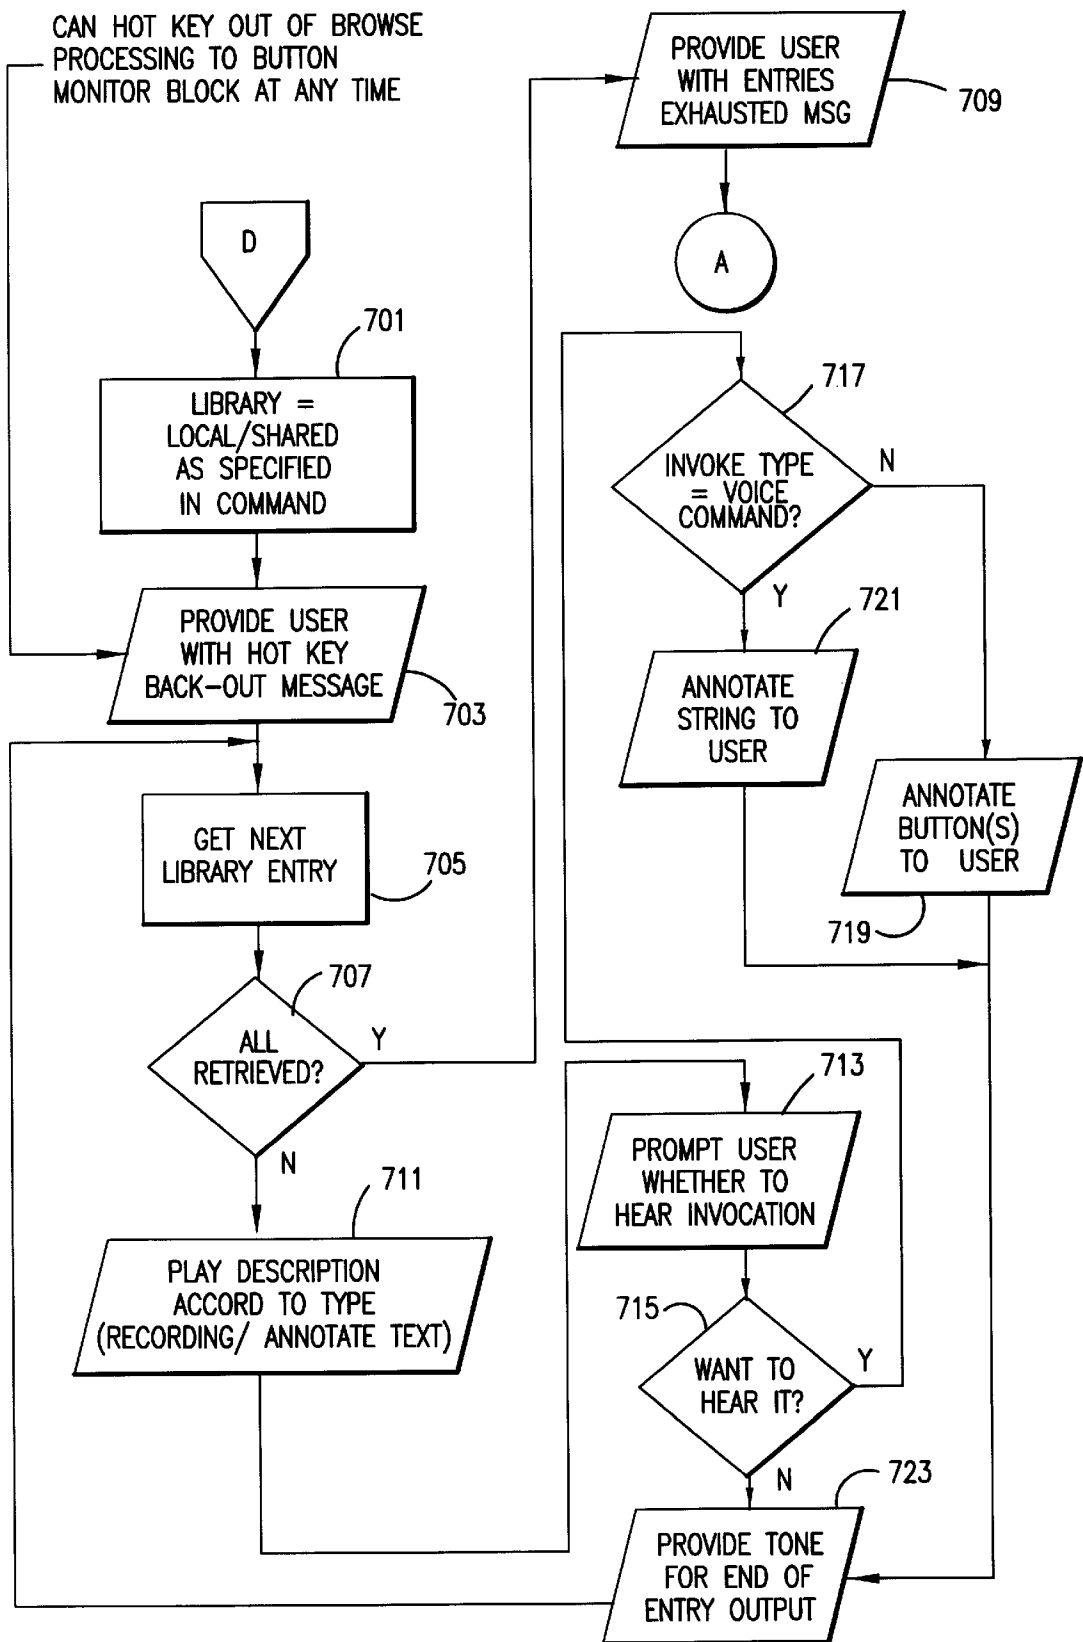 CAN HOT KEY OUT OF BROWSE
PROCESSING TO BUTTON
MONITOR BLOCK AT ANY TIME
D
701
LIBRARY =
LOCAL/SHARED
AS SPECIFIED
IN COMMAND
PROVIDE USER
WITH HOT KEY
BACK-OUT MESSAGE
703
GET NEXT
LIBRARY ENTRY
705
707
ALL
RETRIEVED?
Y
N
711
PLAY DESCRIPTION
ACCORD TO TYPE
(RECORDING/ ANNOTATE TEXT)
PROVIDE USER
WITH ENTRIES
EXHAUSTED MSG
709
A
717
INVOKE TYPE
= VOICE
COMMAND?
N
Y
721
ANNOTATE
STRING TO
USER
ANNOTATE
BUTTON(S)
TO USER
719
713
PROMPT USER
WHETHER TO
HEAR INVOCATION
715
WANT TO
HEAR IT?
Y
N
723
PROVIDE TONE
FOR END OF
ENTRY OUTPUT